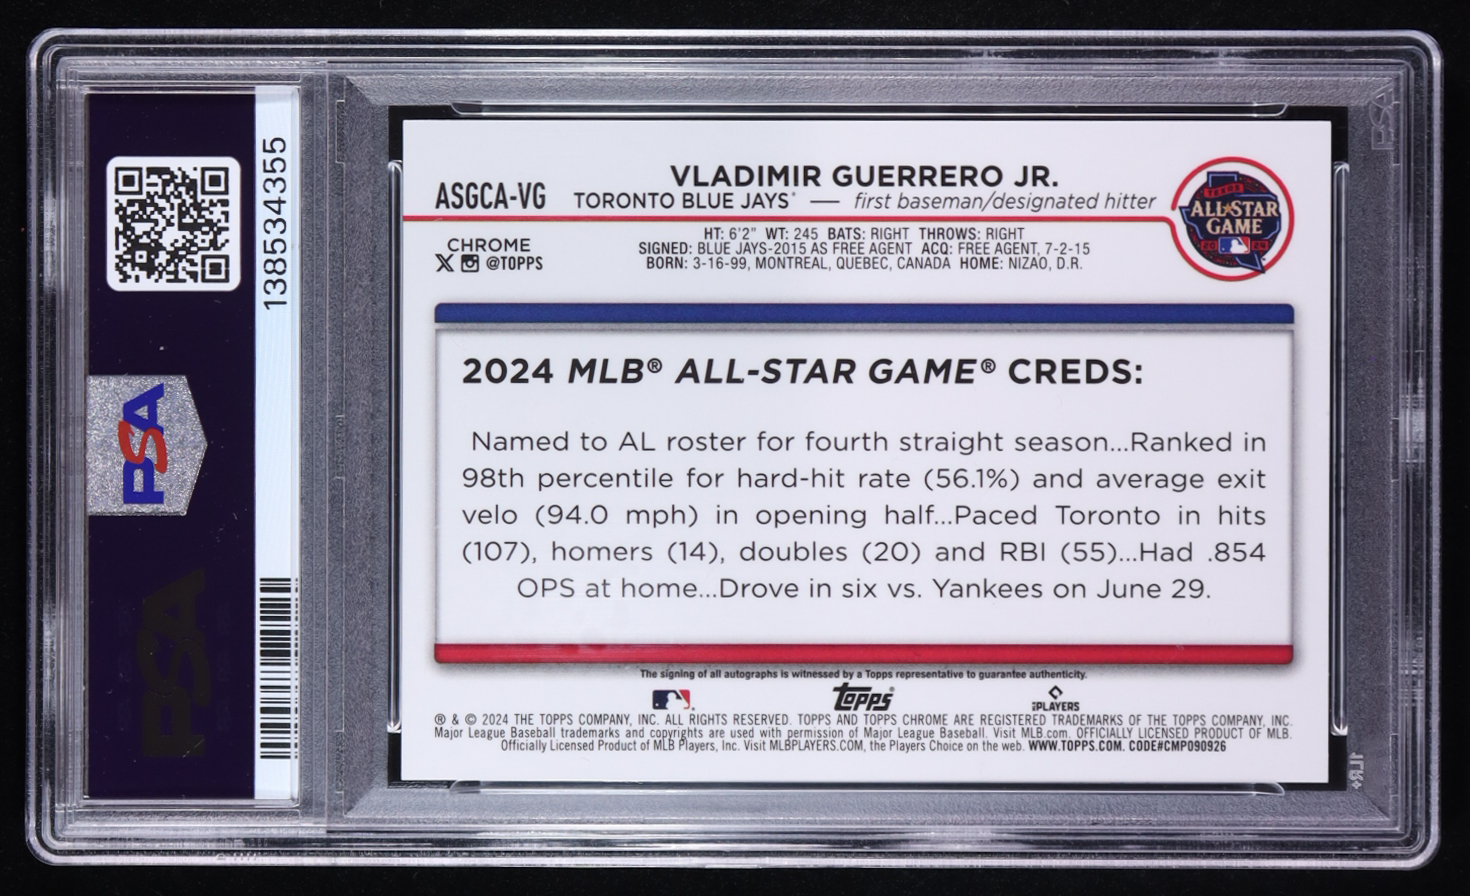 138534355
PSA
PSA
ASGCA-VG
VLADIMIR GUERRERO JR.
TORONTO BLUE JAYS® — first baseman/designated hitter
TEXAS
ALL★STAR
GAME
2024
CHROME
X @TOPPS
HT: 6'2" WT: 245 BATS: RIGHT THROWS: RIGHT
SIGNED: BLUE JAYS-2015 AS FREE AGENT ACQ: FREE AGENT, 7-2-15
BORN: 3-16-99, MONTREAL, QUEBEC, CANADA HOME: NIZAO, D.R.
2024 MLB® ALL-STAR GAME® CREDS:
Named to AL roster for fourth straight season...Ranked in
98th percentile for hard-hit rate (56.1%) and average exit
velo (94.0 mph) in opening half...Paced Toronto in hits
(107), homers (14), doubles (20) and RBI (55)...Had .854
OPS at home...Drove in six vs. Yankees on June 29.
The signing of all autographs is witnessed by a Topps representative to guarantee authenticity.
Topps®
PLAYERS
® & © 2024 THE TOPPS COMPANY, INC. ALL RIGHTS RESERVED. TOPPS AND TOPPS CHROME ARE REGISTERED TRADEMARKS OF THE TOPPS COMPANY, INC.
Major League Baseball trademarks and copyrights are used with permission of Major League Baseball. Visit MLB.com. OFFICIALLY LICENSED PRODUCT OF MLB.
Officially Licensed Product of MLB Players, Inc. Visit MLBPLAYERS.COM, the Players Choice on the web. WWW.TOPPS.COM. CODE#CMP090926
PSA
1LR+